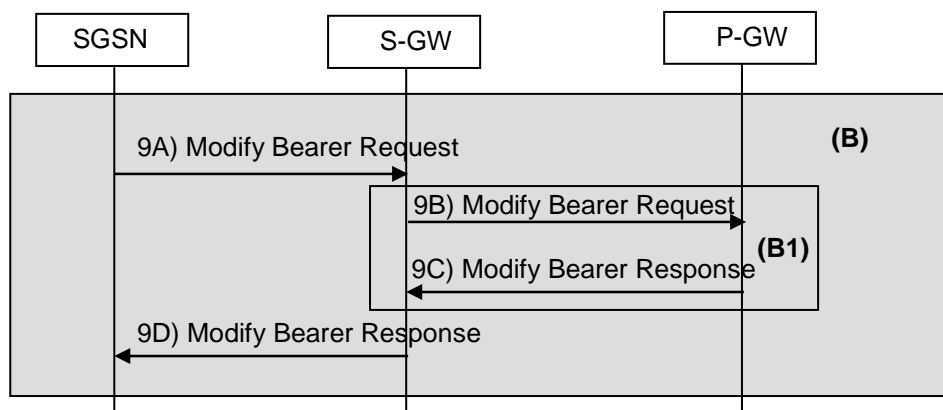 SGSN
S-GW
P-GW
(B)
9A) Modify Bearer Request
9B) Modify Bearer Request
(B1)
9C) Modify Bearer Response
9D) Modify Bearer Response